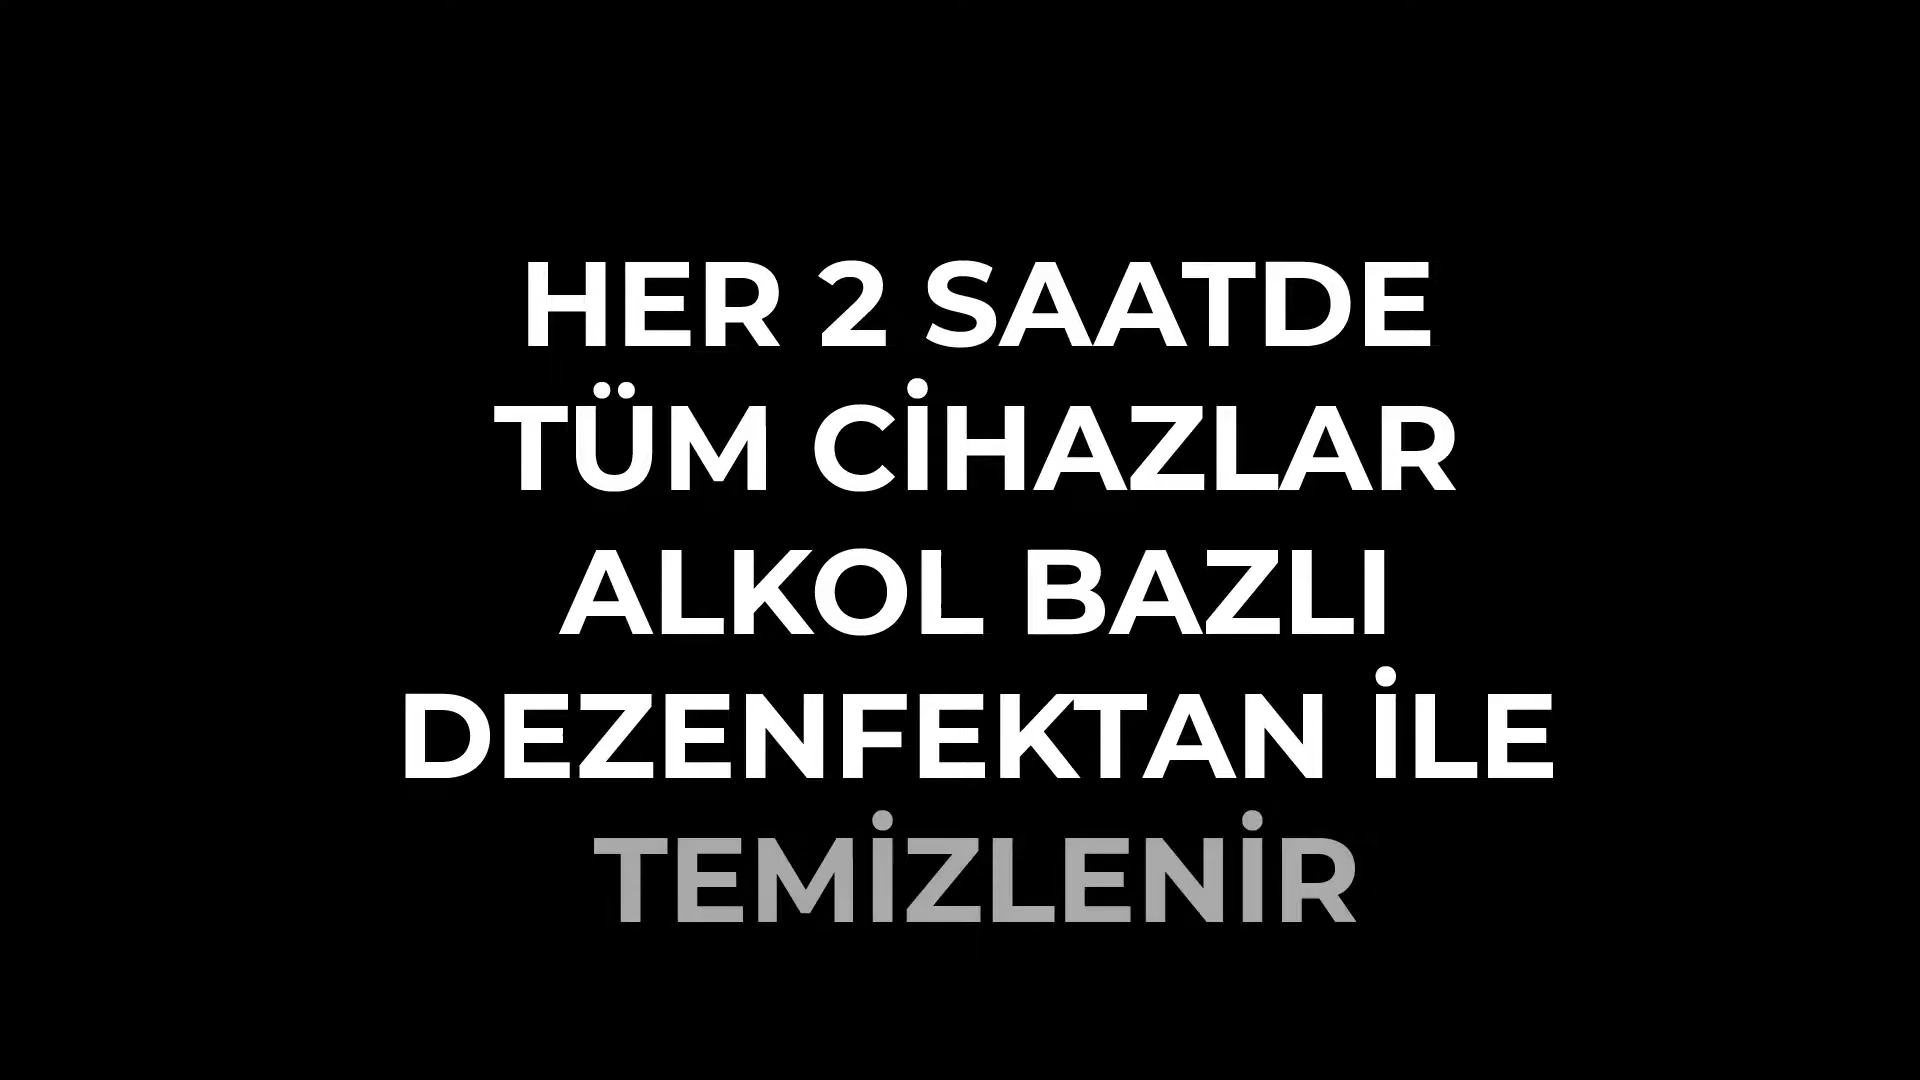 HER 2 SAATDE
TÜM CİHAZLAR
ALKOL BAZLI
DEZENFEKTAN İLE
TEMİZLENİR